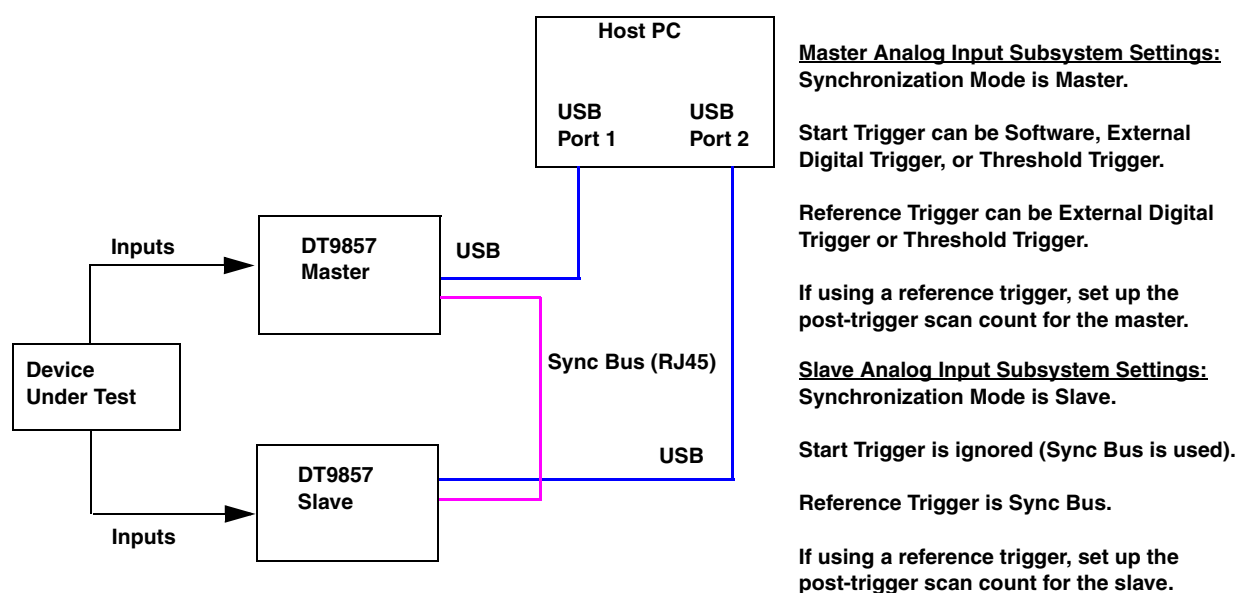 Host PC
USB
Port 1
USB
Port 2
Inputs
DT9857
Master
USB
Device
Under Test
Sync Bus (RJ45)
DT9857
Slave
USB
Inputs
Master Analog Input Subsystem Settings:
Synchronization Mode is Master.
Start Trigger can be Software, External
Digital Trigger, or Threshold Trigger.
Reference Trigger can be External Digital
Trigger or Threshold Trigger.
If using a reference trigger, set up the
post-trigger scan count for the master.
Slave Analog Input Subsystem Settings:
Synchronization Mode is Slave.
Start Trigger is ignored (Sync Bus is used).
Reference Trigger is Sync Bus.
If using a reference trigger, set up the
post-trigger scan count for the slave.